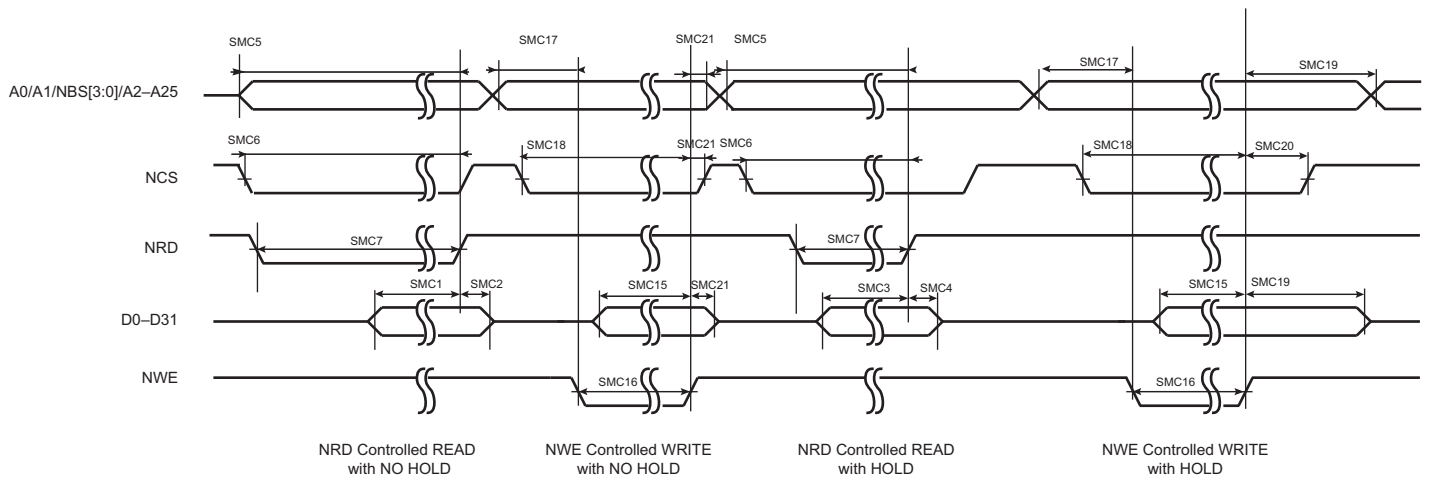 SMC5
SMC17
SMC21
SMC5
SMC17
SMC19
A0/A1/NBS[3:0]/A2–A25
SMC6
SMC18
SMC21
SMC6
SMC18
SMC20
NCS
NRD
SMC7
SMC7
SMC1
SMC2
SMC15
SMC21
SMC3
SMC4
SMC15
SMC19
D0–D31
NWE
SMC16
SMC16
NRD Controlled READ
with NO HOLD
NWE Controlled WRITE
with NO HOLD
NRD Controlled READ
with HOLD
NWE Controlled WRITE
with HOLD